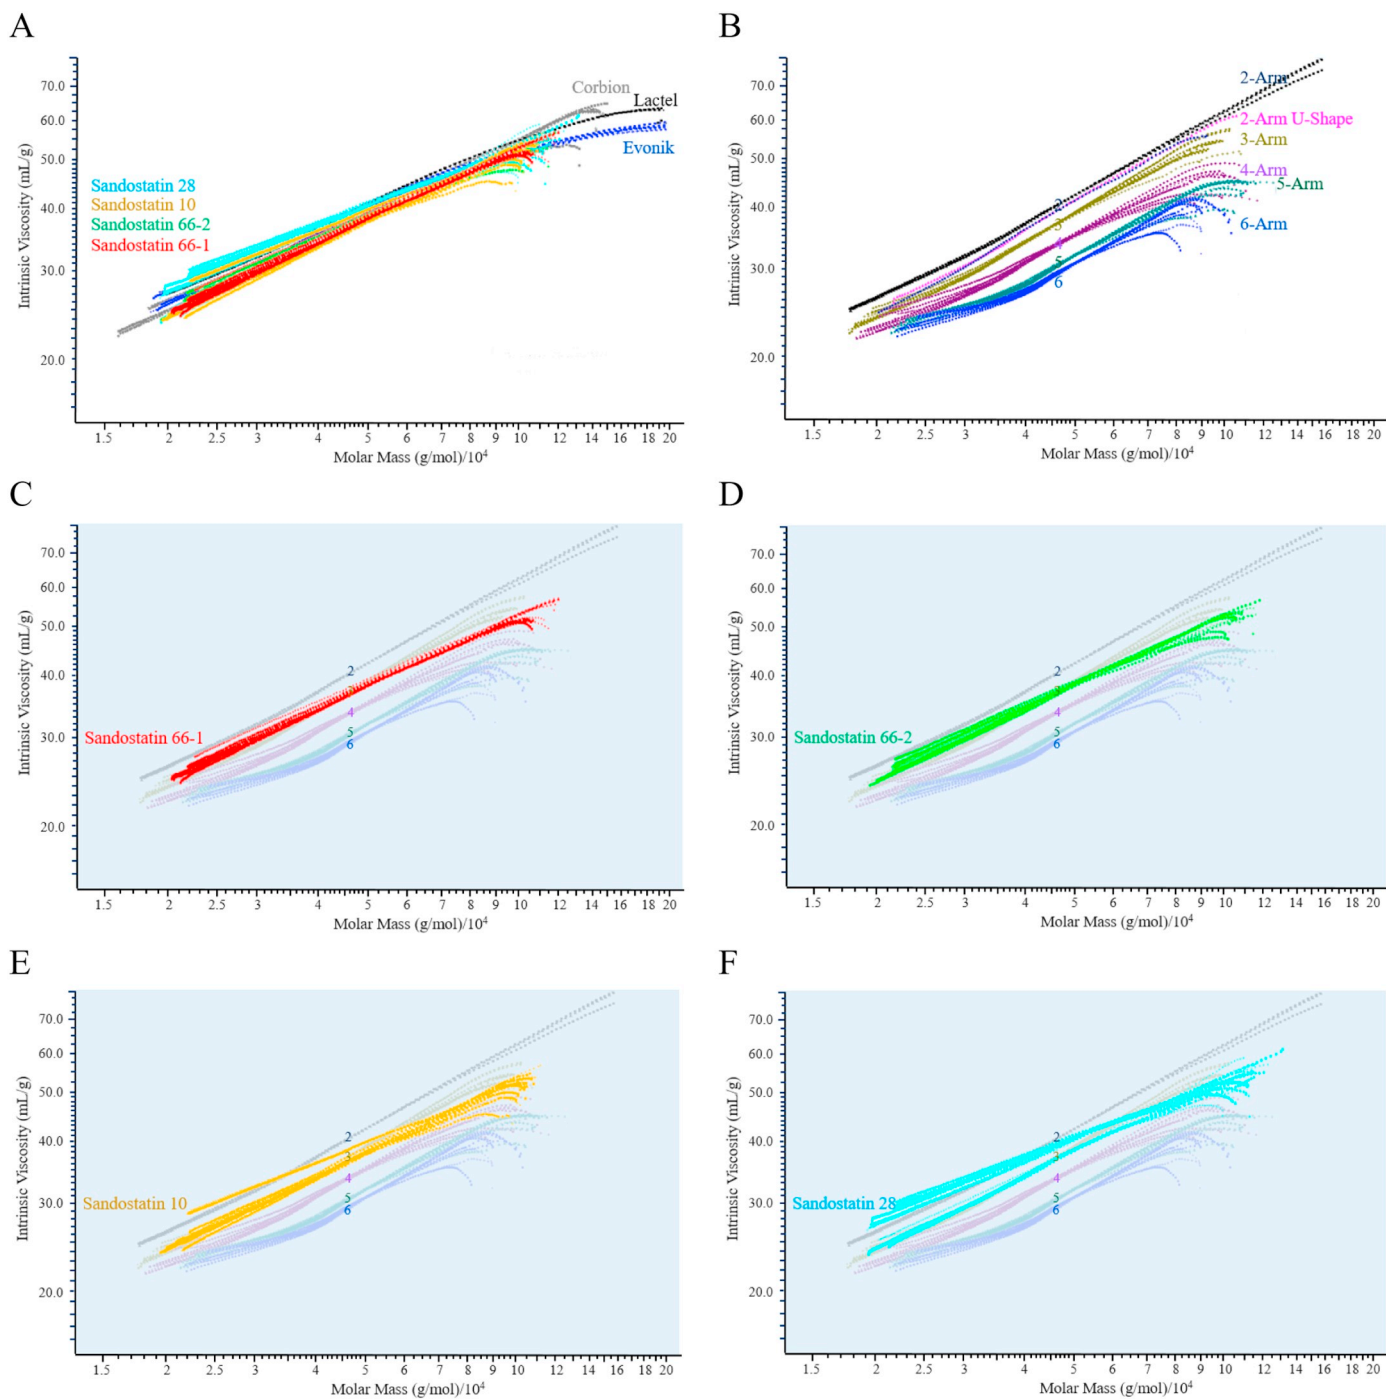 A
Intrinsic Viscosity (mL/g)
70.0
60.0
50.0
40.0
30.0
20.0
Corbion
Lactel
Evonik
Sandostatin 28
Sandostatin 10
Sandostatin 66-2
Sandostatin 66-1
1.5 2 2.5 3 4 5 6 7 8 9 10 12 14 16 18 20
Molar Mass (g/mol)/10⁴
B
Intrinsic Viscosity (mL/g)
70.0
60.0
50.0
40.0
30.0
20.0
2-Arm
2-Arm U-Shape
3-Arm
4-Arm
5-Arm
6-Arm
2
3
4
5
6
1.5 2 2.5 3 4 5 6 7 8 9 10 12 14 16 18 20
Molar Mass (g/mol)/10⁴
C
Intrinsic Viscosity (mL/g)
70.0
60.0
50.0
40.0
30.0
20.0
2
3
4
5
6
Sandostatin 66-1
1.5 2 2.5 3 4 5 6 7 8 9 10 12 14 16 18 20
Molar Mass (g/mol)/10⁴
D
Intrinsic Viscosity (mL/g)
70.0
60.0
50.0
40.0
30.0
20.0
2
3
4
5
6
Sandostatin 66-2
1.5 2 2.5 3 4 5 6 7 8 9 10 12 14 16 18 20
Molar Mass (g/mol)/10⁴
E
Intrinsic Viscosity (mL/g)
70.0
60.0
50.0
40.0
30.0
20.0
2
3
4
5
6
Sandostatin 10
1.5 2 2.5 3 4 5 6 7 8 9 10 12 14 16 18 20
Molar Mass (g/mol)/10⁴
F
Intrinsic Viscosity (mL/g)
70.0
60.0
50.0
40.0
30.0
20.0
2
3
4
5
6
Sandostatin 28
1.5 2 2.5 3 4 5 6 7 8 9 10 12 14 16 18 20
Molar Mass (g/mol)/10⁴